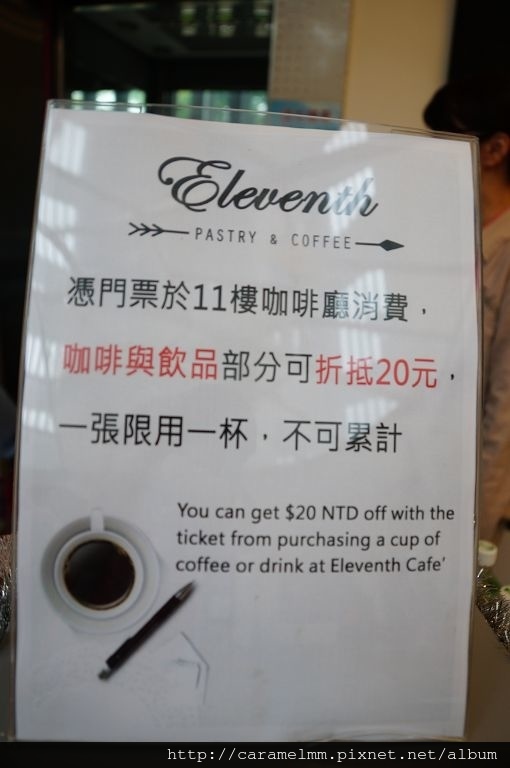 Eleventh
PASTRY & COFFEE
憑門票於11樓咖啡廳消費，
咖啡與飲品部分可折抵20元，
一張限用一杯，不可累計
You can get $20 NTD off with the
ticket from purchasing a cup of
coffee or drink at Eleventh Cafe'
http://caramelmm.pixnet.net/album